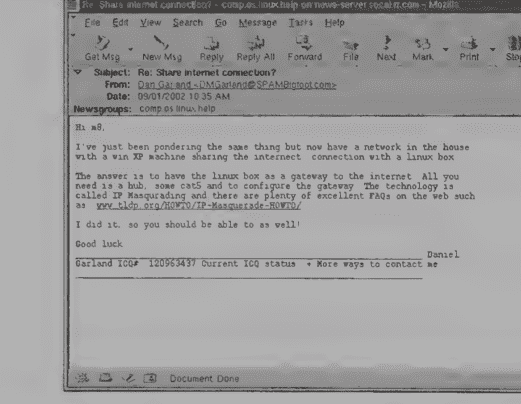 Re: Share internet connection? - comp.os.linux.help on news-server.socal.rr.com - Mozilla
File Edit View Search Go Message Tasks Help
Get Msg New Msg Reply Reply All Forward File Next Mark Print Stop
Subject: Re: Share internet connection?
From: Dan Garland <DMGarland@SPAMBigfoot.com>
Date: 09/01/2002 10:35 AM
Newsgroups: comp.os.linux.help
Hi m8,
I've just been pondering the same thing but now have a network in the house
with a win XP machine sharing the internet connection with a linux box
The answer is to have the linux box as a gateway to the internet All you
need is a hub, some cat5 and to configure the gateway The technology is
called IP Masqurading and there are plenty of excellent FAQs on the web such
as www.tldp.org/HOWTO/IP-Masquerade-HOWTO/
I did it, so you should be able to as well!
Good luck
Daniel
Garland ICQ# 120963437 Current ICQ status + More ways to contact me
Document Done